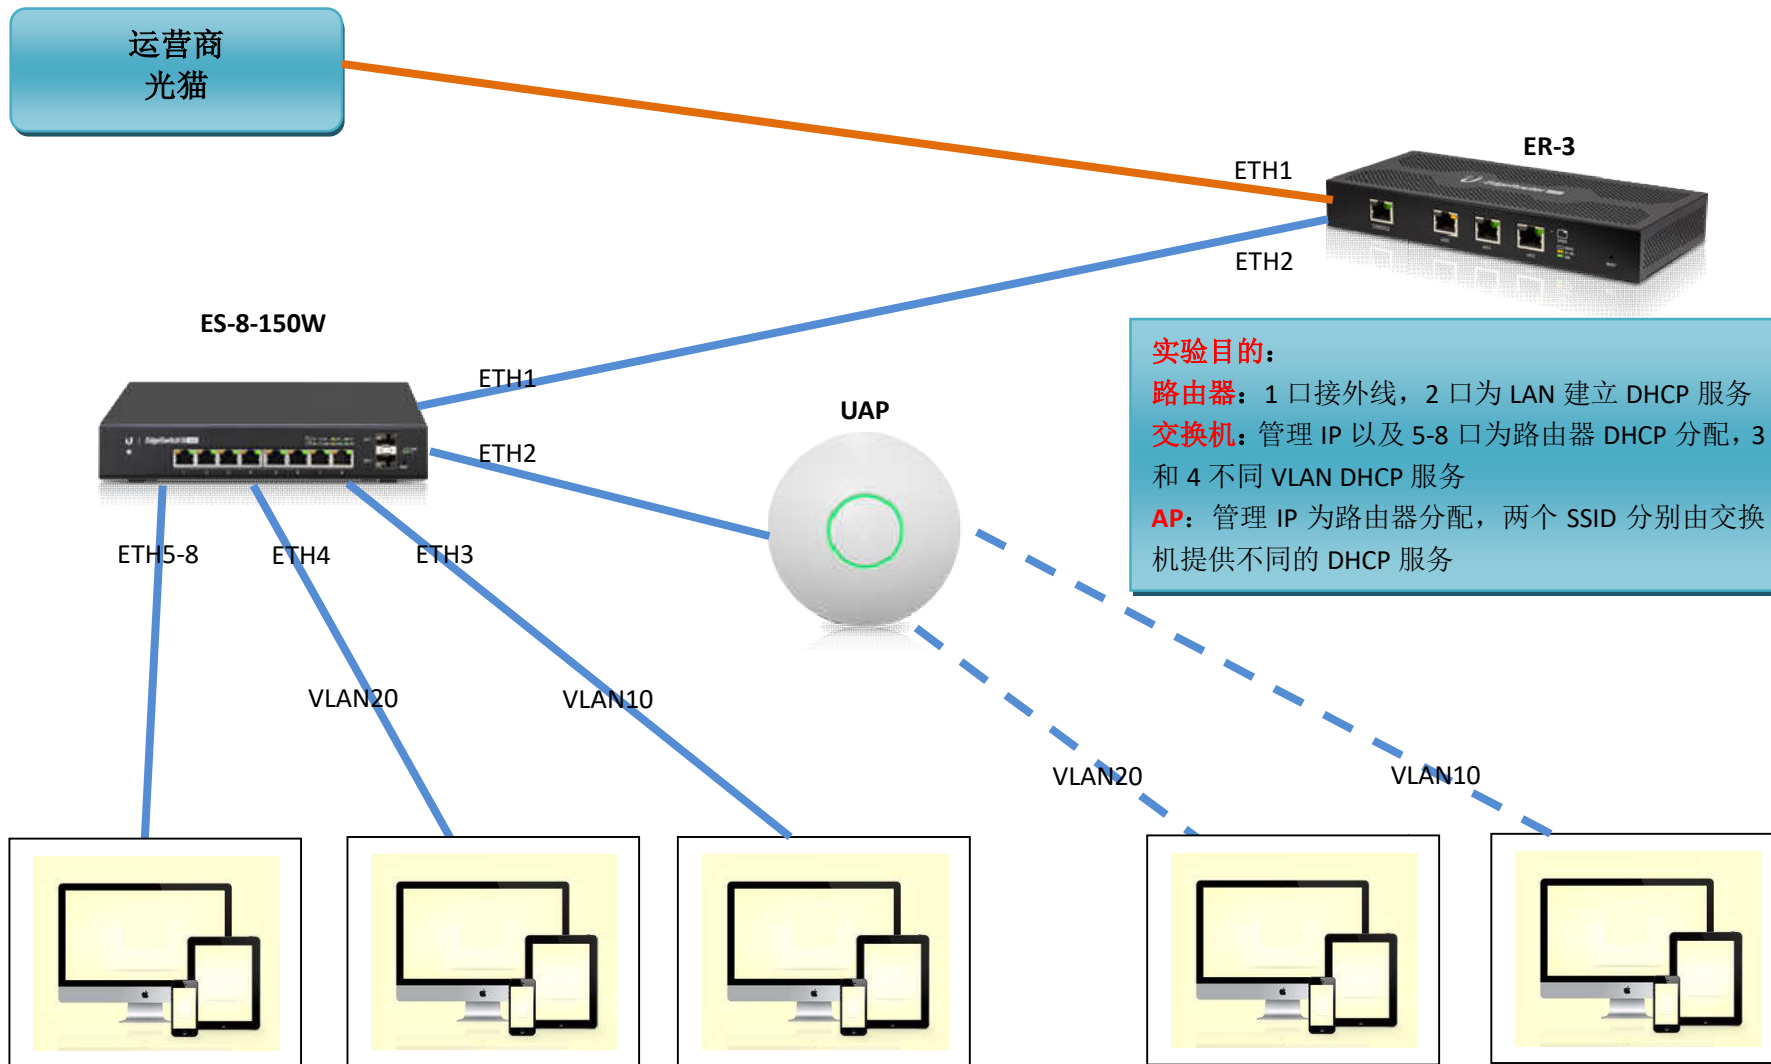 运营商
光猫
ER-3
ETH1
ETH2
ES-8-150W
ETH1
UAP
ETH2
实验目的：
路由器：1 口接外线，2 口为 LAN 建立 DHCP 服务
交换机：管理 IP 以及 5-8 口为路由器 DHCP 分配，3
和 4 不同 VLAN DHCP 服务
AP：管理 IP 为路由器分配，两个 SSID 分别由交换
机提供不同的 DHCP 服务
ETH5-8
ETH4
ETH3
VLAN20
VLAN10
VLAN20
VLAN10